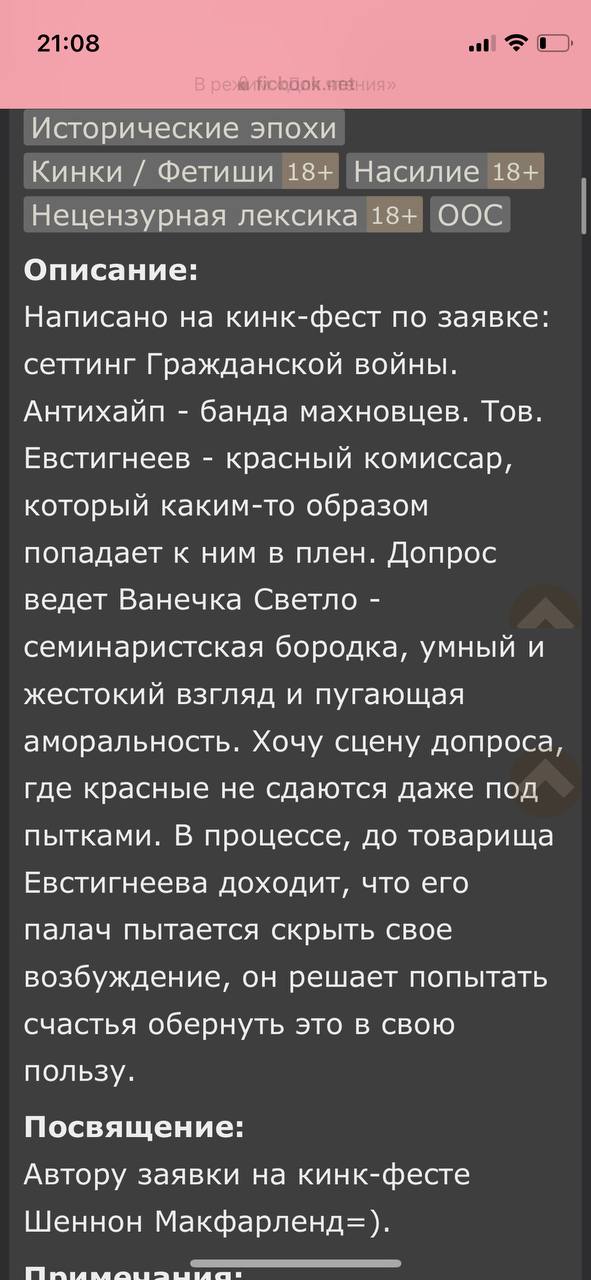 21:08
ficbook.net
Исторические эпохи
Кинки / Фетиши 18+ Насилие 18+
Нецензурная лексика 18+ ООС
Описание:
Написано на кинк-фест по заявке:
сеттинг Гражданской войны.
Антихайп - банда махновцев. Тов.
Евстигнеев - красный комиссар,
который каким-то образом
попадает к ним в плен. Допрос
ведет Ванечка Светло -
семинаристская бородка, умный и
жестокий взгляд и пугающая
аморальность. Хочу сцену допроса,
где красные не сдаются даже под
пытками. В процессе, до товарища
Евстигнеева доходит, что его
палач пытается скрыть свое
возбуждение, он решает попытать
счастья обернуть это в свою
пользу.
Посвящение:
Автору заявки на кинк-фесте
Шеннон Макфарленд=).
Примечания: